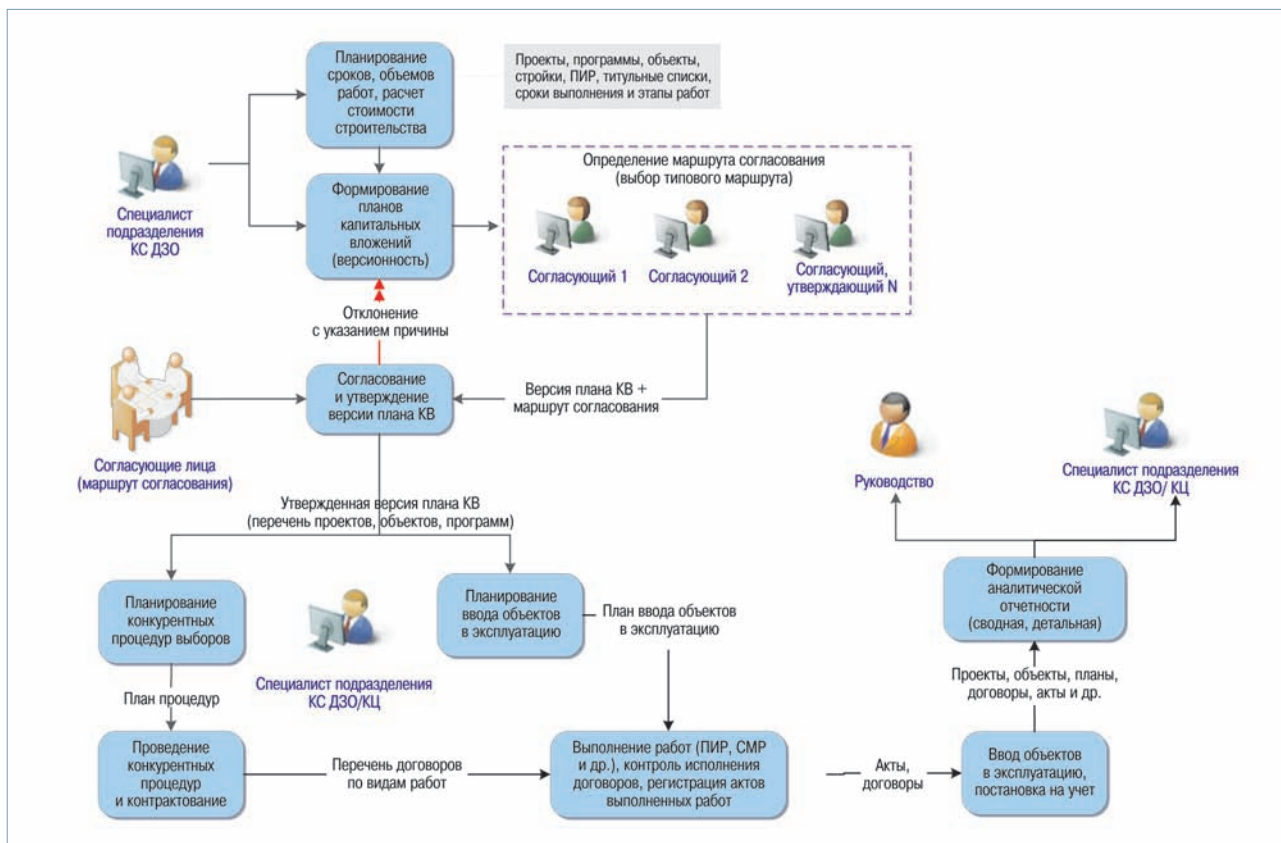 Планирование
сроков, объемов
работ, расчет
стоимости
строительства
Проекты, программы, объекты,
стройки, ПИР, титульные списки,
сроки выполнения и этапы работ
Специалист
подразделения
КС ДЗО
Формирование
планов
капитальных
вложений
(версионность)
Определение маршрута согласования
(выбор типового маршрута)
Согласующий 1
Согласующий 2
Согласующий,
утверждающий N
Отклонение
с указанием причины
Согласование
и утверждение
версии плана КВ
Версия плана КВ +
маршрут согласования
Согласующие лица
(маршрут согласования)
Руководство
Специалист подразделения
КС ДЗО/ КЦ
Утвержденная версия плана КВ
(перечень проектов, объектов, программ)
Планирование
конкурентных
процедур выборов
Специалист подразделения
КС ДЗО/КЦ
Планирование
ввода объектов
в эксплуатацию
План ввода объектов
в эксплуатацию
Формирование
аналитической
отчетности
(сводная, детальная)
План процедур
Проекты, объекты, планы,
договоры, акты и др.
Проведение
конкурентных
процедур
и контрактование
Перечень договоров
по видам работ
Выполнение работ (ПИР, СМР
и др.), контроль исполнения
договоров, регистрация актов
выполненных работ
Акты,
договоры
Ввод объектов
в эксплуатацию,
постановка на учет